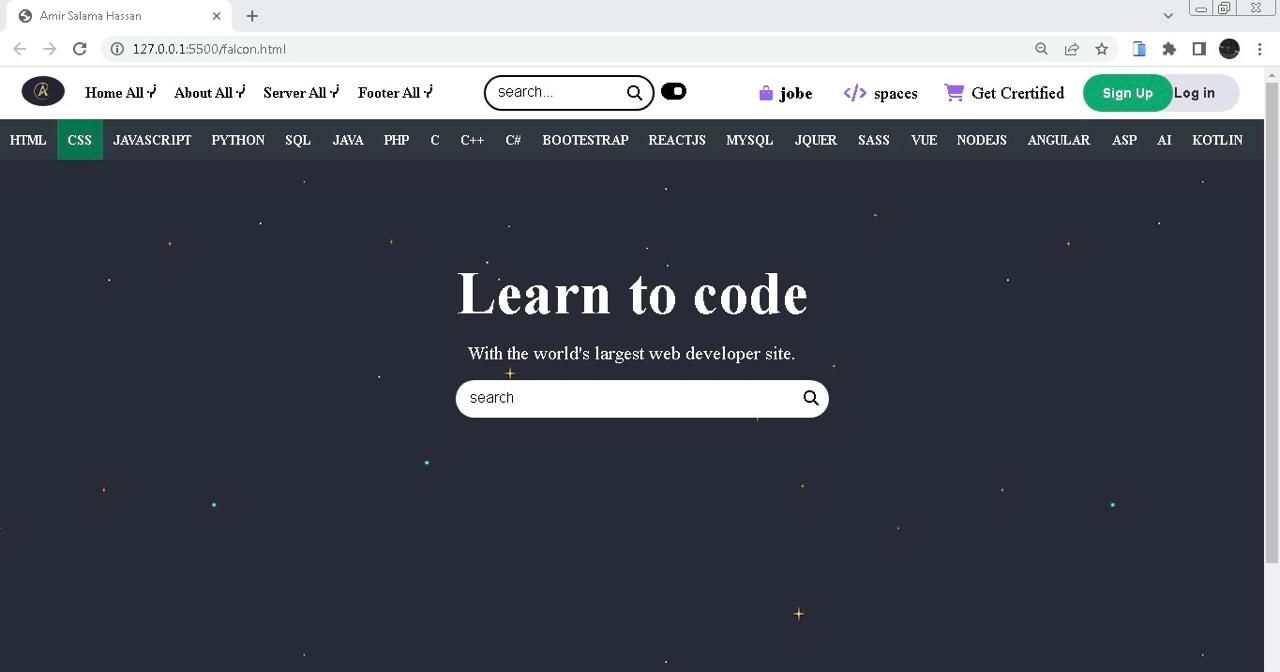 Amir Salama Hassan
127.0.0.1:5500/falcon.html
Home All About All Server All Footer All search... jobe spaces Get Crertified Sign Up Log in
HTML CSS JAVASCRIPT PYTHON SQL JAVA PHP C C++ C# BOOTESTRAP REACTJS MYSQL JQUER SASS VUE NODEJS ANGULAR ASP AI KOTLIN
Learn to code
With the world's largest web developer site.
search